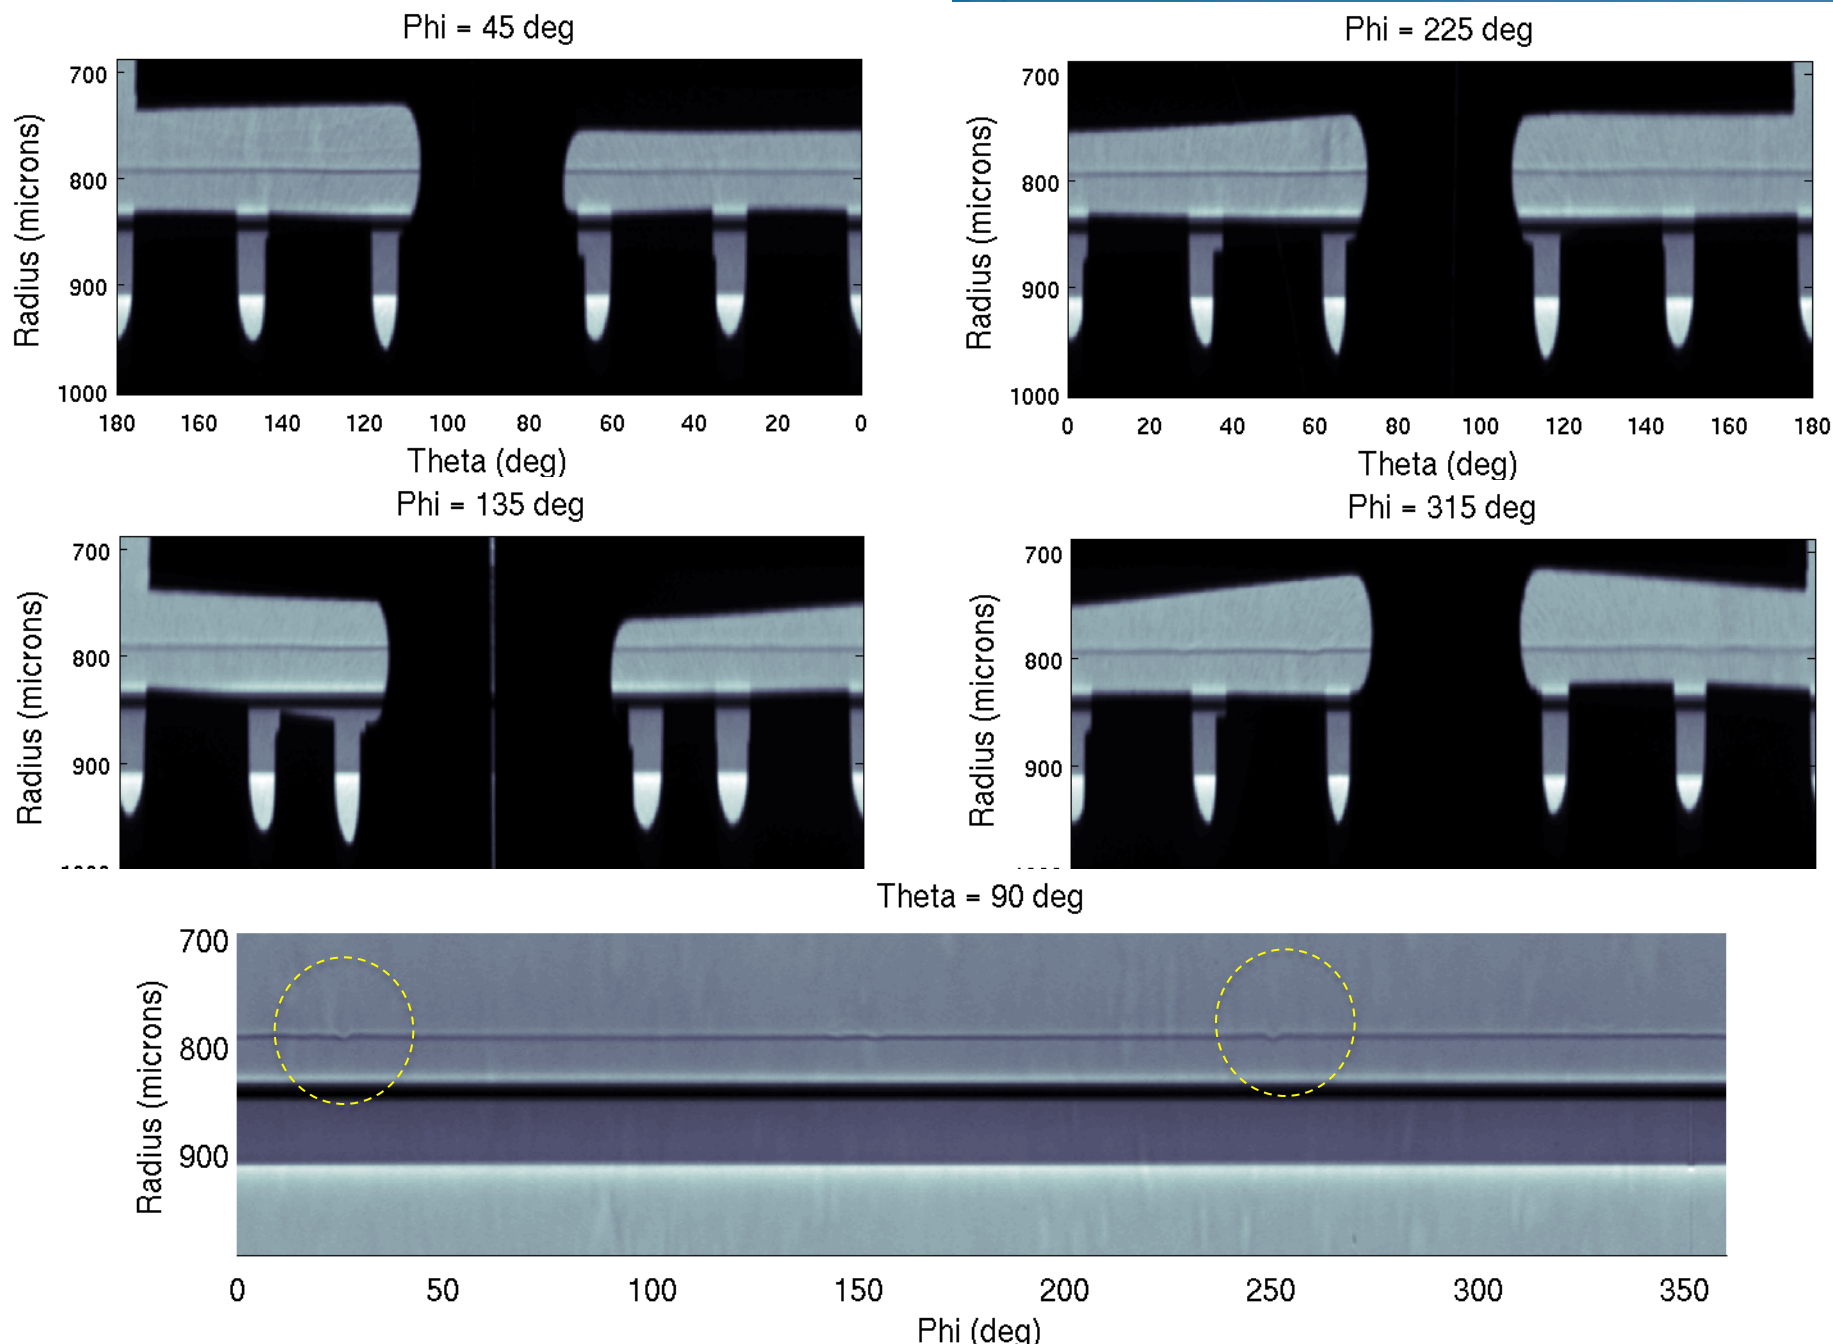 Phi = 45 deg
700
800
900
1000
Radius (microns)
180 160 140 120 100 80 60 40 20 0
Theta (deg)
Phi = 225 deg
700
800
900
1000
Radius (microns)
0 20 40 60 80 100 120 140 160 180
Theta (deg)
Phi = 135 deg
700
800
900
Radius (microns)
Phi = 315 deg
700
800
900
Radius (microns)
Theta = 90 deg
700
800
900
Radius (microns)
0 50 100 150 200 250 300 350
Phi (deg)